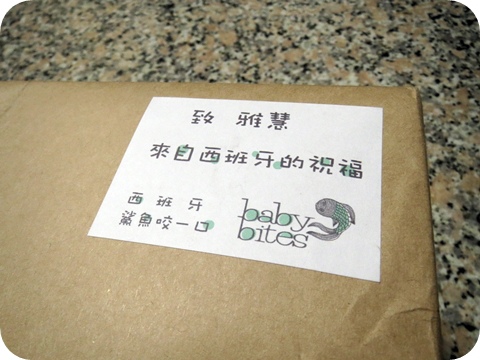 致 雅慧
來自西班牙的祝福
西班牙
鯊魚咬一口
baby
bites